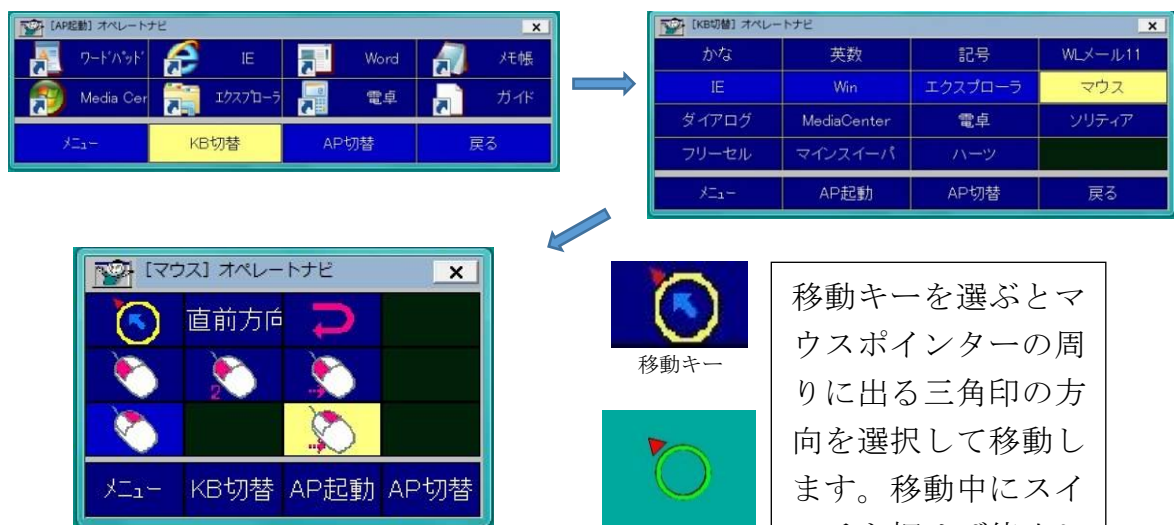 [AP起動] オペレートナビ
ワードパッド IE Word メモ帳
Media Cer エクスプローラ 電卓 ガイド
メニュー KB切替 AP切替 戻る
[KB切替] オペレートナビ
かな 英数 記号 WLメール11
IE Win エクスプローラ マウス
ダイアログ MediaCenter 電卓 ソリティア
フリーセル マインスイーパ ハーツ
メニュー AP起動 AP切替 戻る
[マウス] オペレートナビ
直前方向
2
メニュー KB切替 AP起動 AP切替
移動キー
移動キーを選ぶとマ
ウスポインターの周
りに出る三角印の方
向を選択して移動し
ます。移動中にスイ